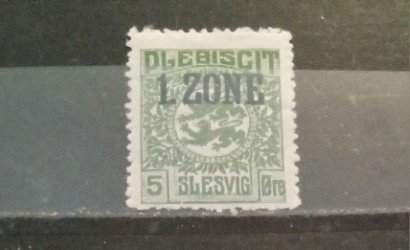 PLEBISCIT
1. ZONE
5 SLESVIG Øre